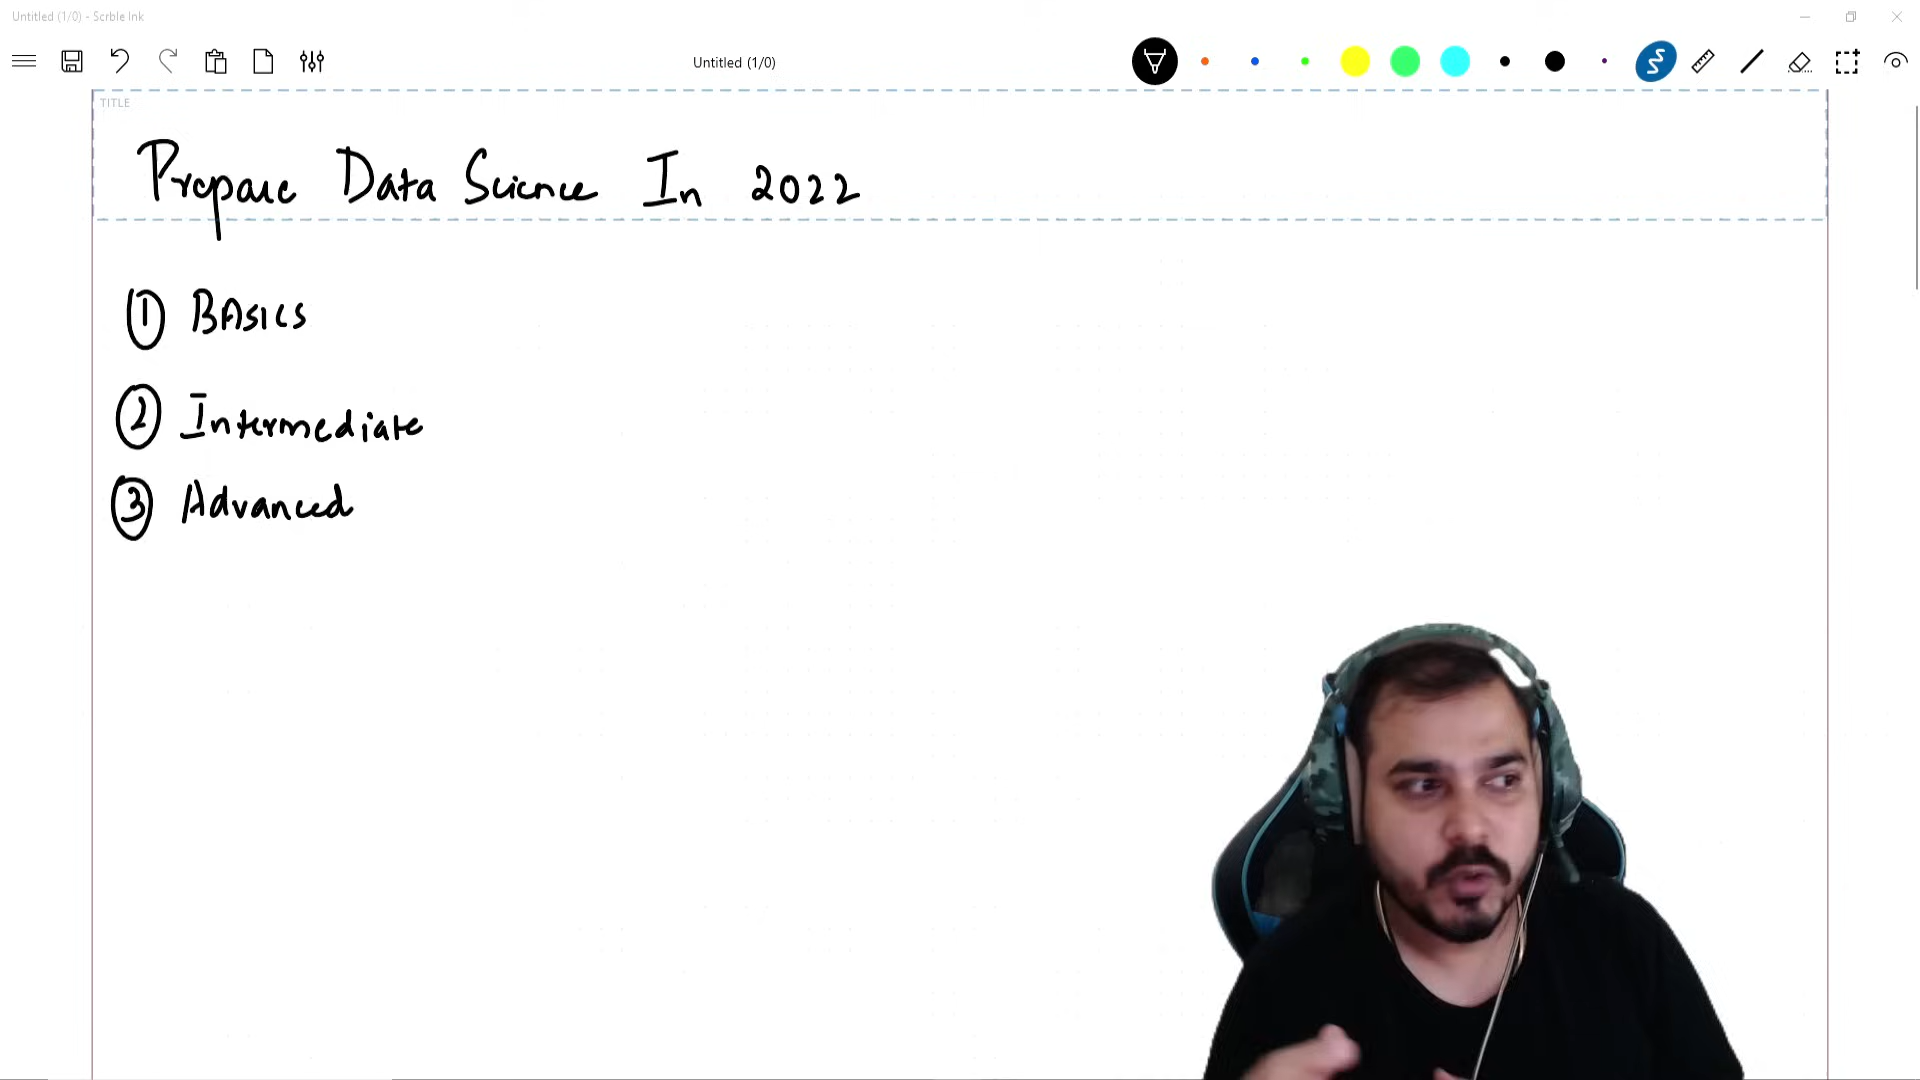 Untitled (1/0) - Scrble Ink
Untitled (1/0)
TITLE
Prepare Data Science In 2022
① BASICS
② Intermediate
③ Advanced